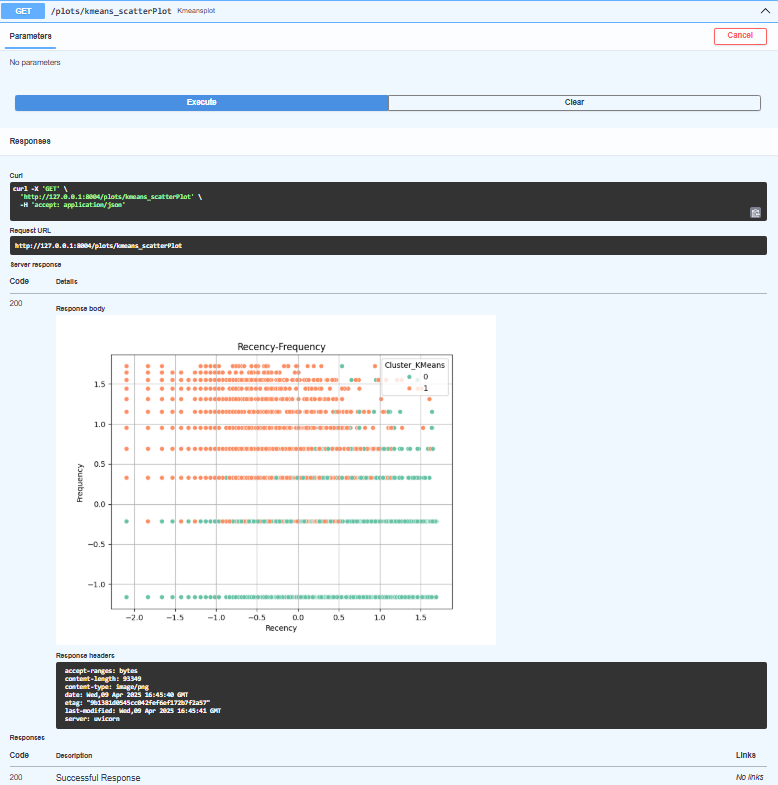 GET /plots/kmeans_scatterPlot Kmeansplot
Parameters
Cancel
No parameters
Execute
Clear
Responses
Curl
curl -X 'GET' \
'http://127.0.0.1:8004/plots/kmeans_scatterPlot' \
-H 'accept: application/json'
Request URL
http://127.0.0.1:8004/plots/kmeans_scatterPlot
Server response
Code Details
200
Response body
Recency-Frequency
Cluster_KMeans
0
1
1.5
1.0
0.5
0.0
−0.5
−1.0
Frequency
−2.0 −1.5 −1.0 −0.5 0.0 0.5 1.0 1.5
Recency
Response headers
accept-ranges: bytes
content-length: 93349
content-type: image/png
date: Wed,09 Apr 2025 16:45:40 GMT
etag: "9b1381d0545cc042fef6ef172b7f2a57"
last-modified: Wed,09 Apr 2025 16:45:41 GMT
server: uvicorn
Responses
Code Description Links
200 Successful Response No links